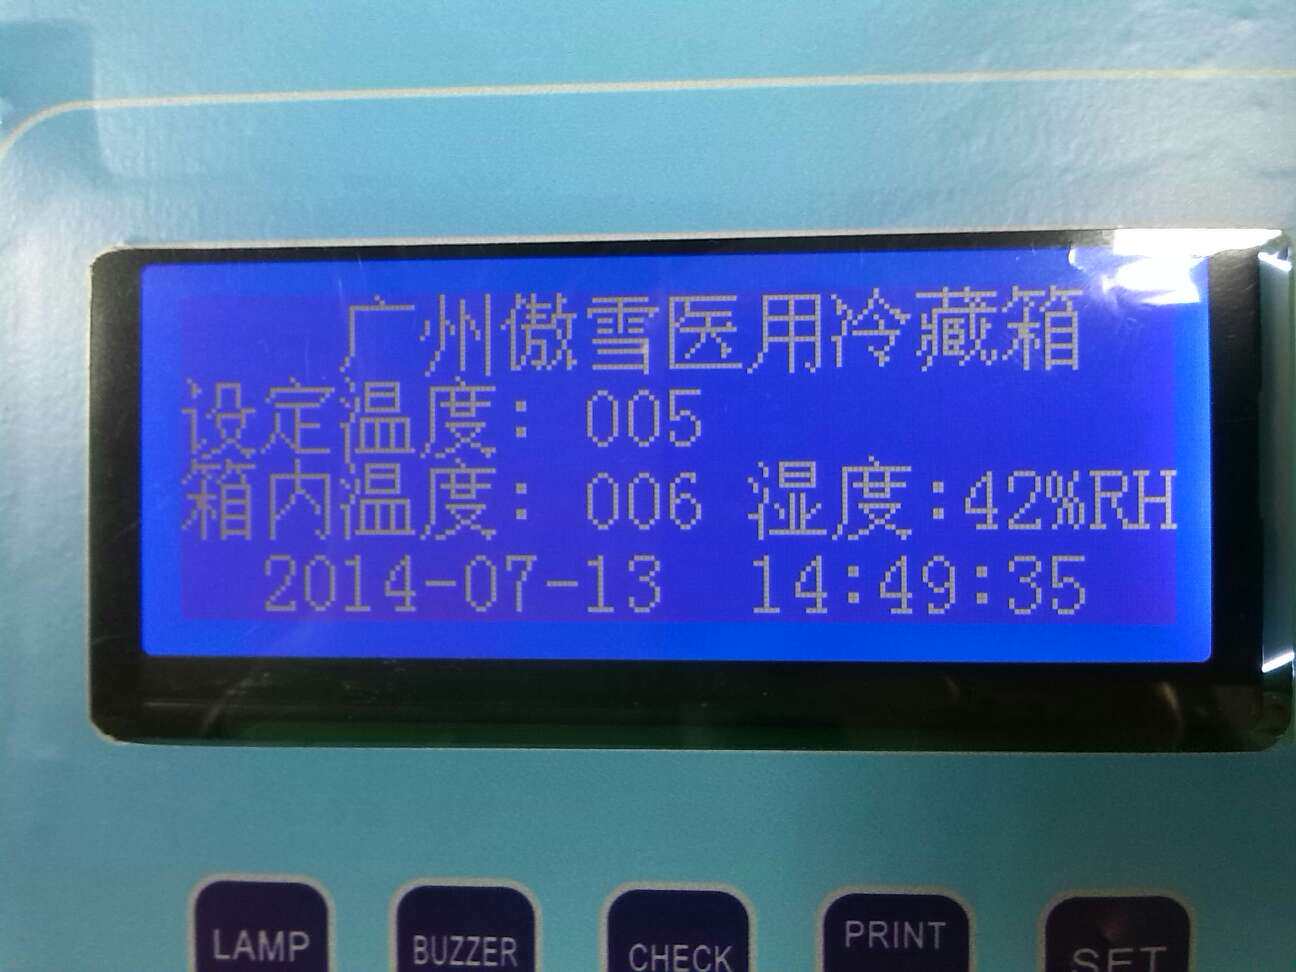 广州傲雪医用冷藏箱
设定温度: 005
箱内温度: 006 湿度:42%RH
2014-07-13 14:49:35
LAMP BUZZER CHECK PRINT SET